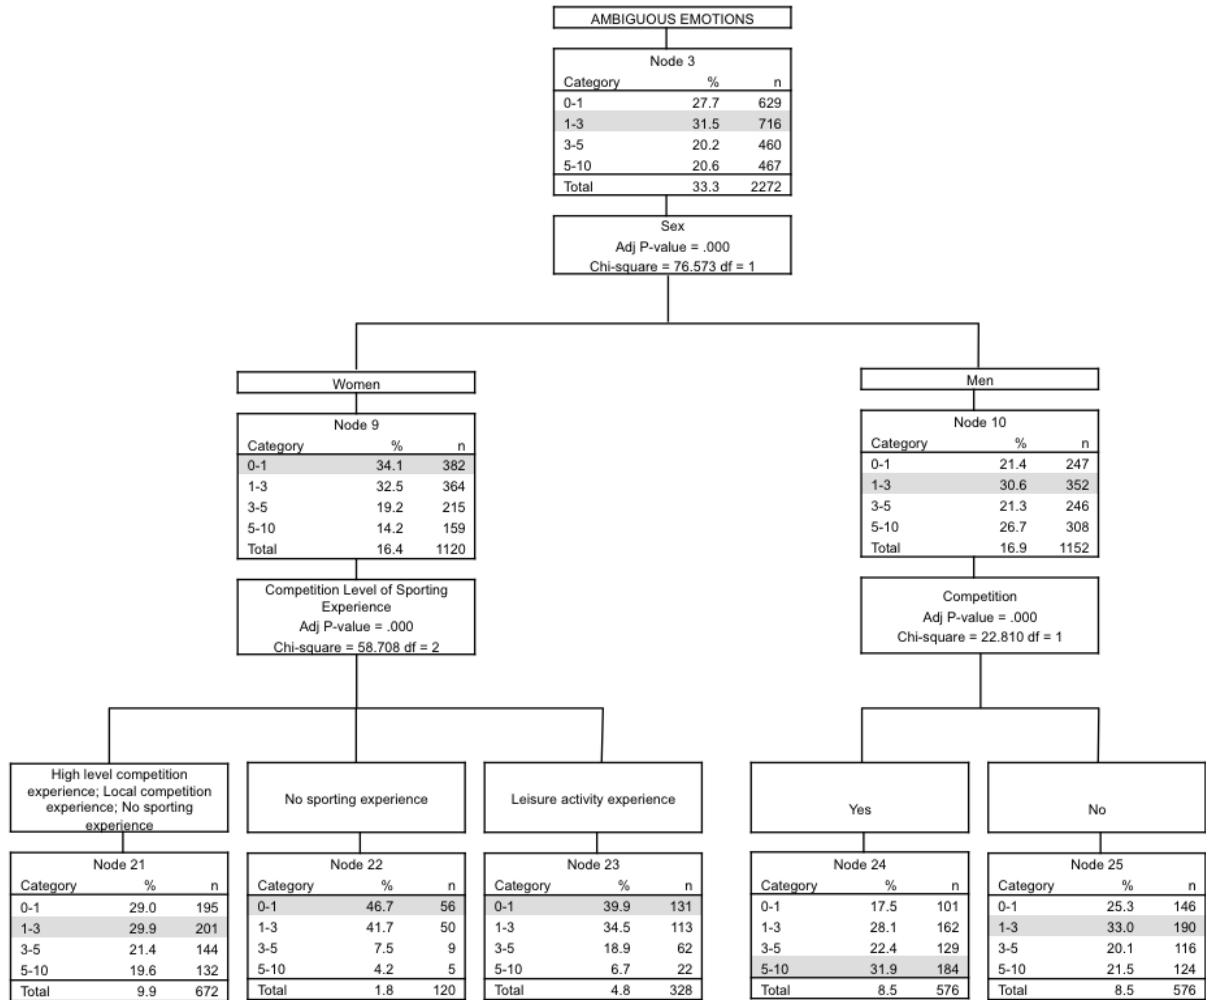 AMBIGUOUS EMOTIONS
Node 3
Category % n
0-1 27.7 629
1-3 31.5 716
3-5 20.2 460
5-10 20.6 467
Total 33.3 2272
Sex
Adj P-value = .000
Chi-square = 76.573 df = 1
Women
Node 9
Category % n
0-1 34.1 382
1-3 32.5 364
3-5 19.2 215
5-10 14.2 159
Total 16.4 1120
Competition Level of Sporting
Experience
Adj P-value = .000
Chi-square = 58.708 df = 2
Men
Node 10
Category % n
0-1 21.4 247
1-3 30.6 352
3-5 21.3 246
5-10 26.7 308
Total 16.9 1152
Competition
Adj P-value = .000
Chi-square = 22.810 df = 1
High level competition
experience; Local competition
experience; No sporting
experience
Node 21
Category % n
0-1 29.0 195
1-3 29.9 201
3-5 21.4 144
5-10 19.6 132
Total 9.9 672
No sporting experience
Node 22
Category % n
0-1 46.7 56
1-3 41.7 50
3-5 7.5 9
5-10 4.2 5
Total 1.8 120
Leisure activity experience
Node 23
Category % n
0-1 39.9 131
1-3 34.5 113
3-5 18.9 62
5-10 6.7 22
Total 4.8 328
Yes
Node 24
Category % n
0-1 17.5 101
1-3 28.1 162
3-5 22.4 129
5-10 31.9 184
Total 8.5 576
No
Node 25
Category % n
0-1 25.3 146
1-3 33.0 190
3-5 20.1 116
5-10 21.5 124
Total 8.5 576